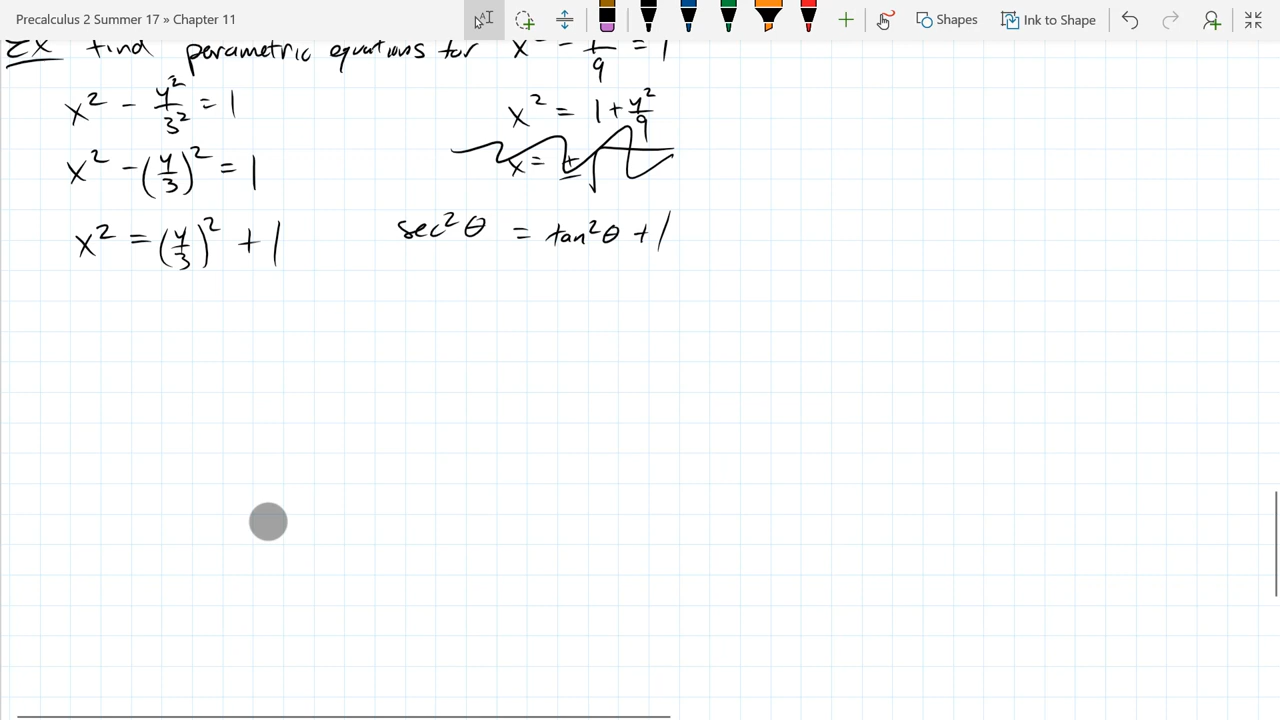 Precalculus 2 Summer 17 » Chapter 11
Shapes
Ink to Shape
Ex find parametric equations for x² - y²/9 = 1
x² - y²/3² = 1
x² - (y/3)² = 1
x² = (y/3)² + 1
x² = 1 + y²/9
x = ±√
sec²θ = tan²θ + 1